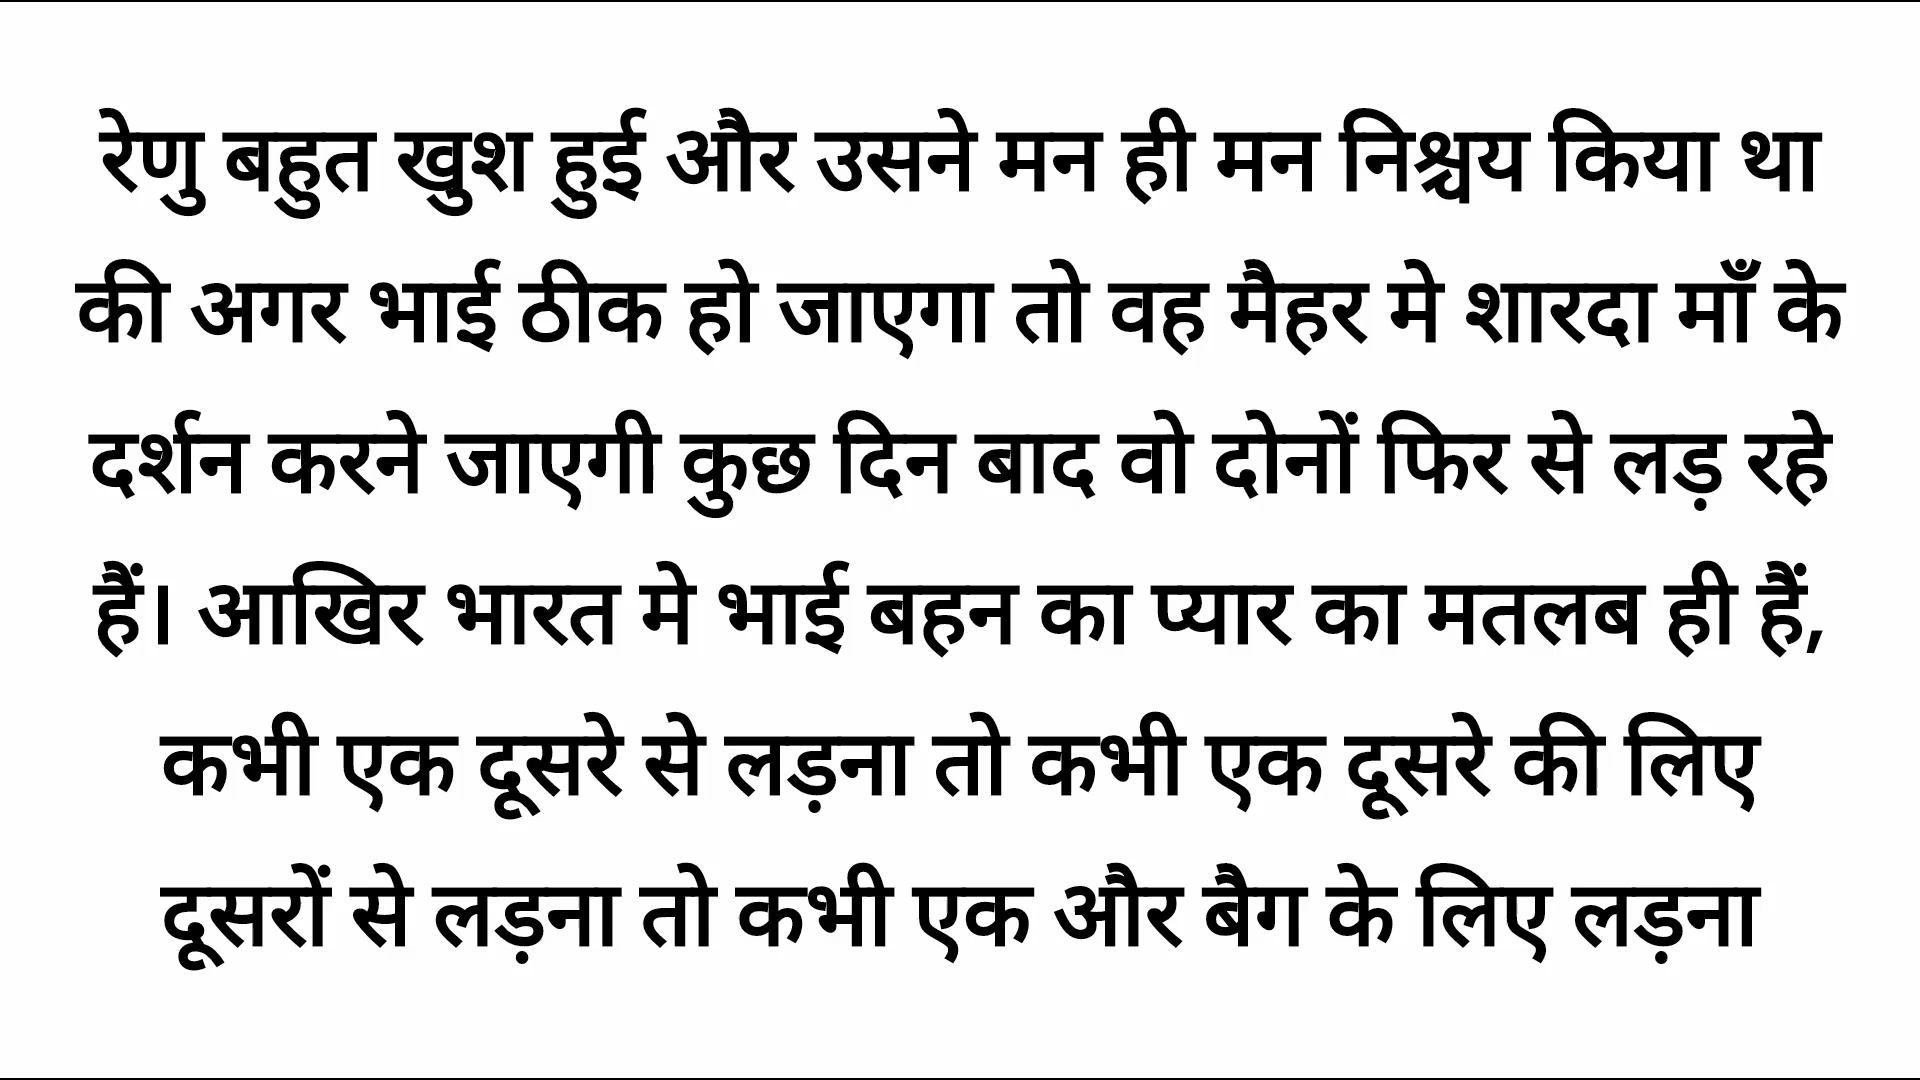 रेणु बहुत खुश हुई और उसने मन ही मन निश्चय किया था
की अगर भाई ठीक हो जाएगा तो वह मैहर मे शारदा माँ के
दर्शन करने जाएगी कुछ दिन बाद वो दोनों फिर से लड़ रहे
हैं। आखिर भारत मे भाई बहन का प्यार का मतलब ही हैं,
कभी एक दूसरे से लड़ना तो कभी एक दूसरे की लिए
दूसरों से लड़ना तो कभी एक और बैग के लिए लड़ना